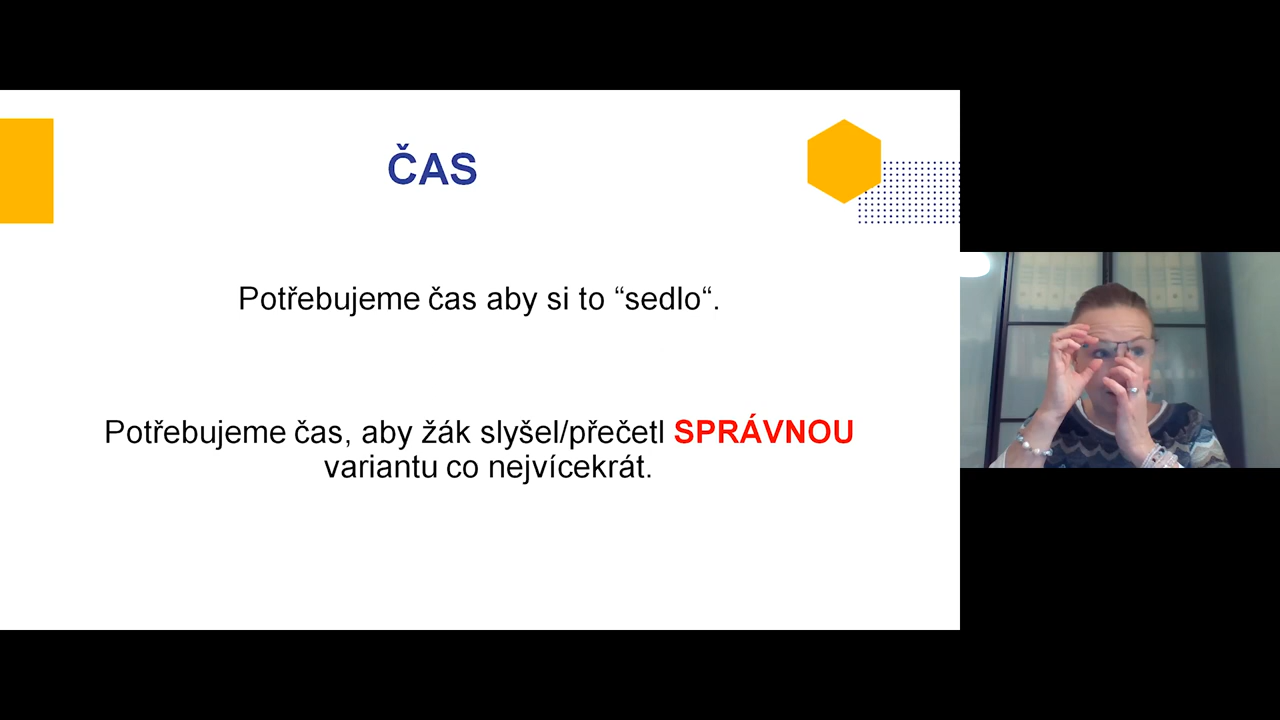 ČAS
Potřebujeme čas aby si to “sedlo“.
Potřebujeme čas, aby žák slyšel/přečetl SPRÁVNOU
variantu co nejvícekrát.